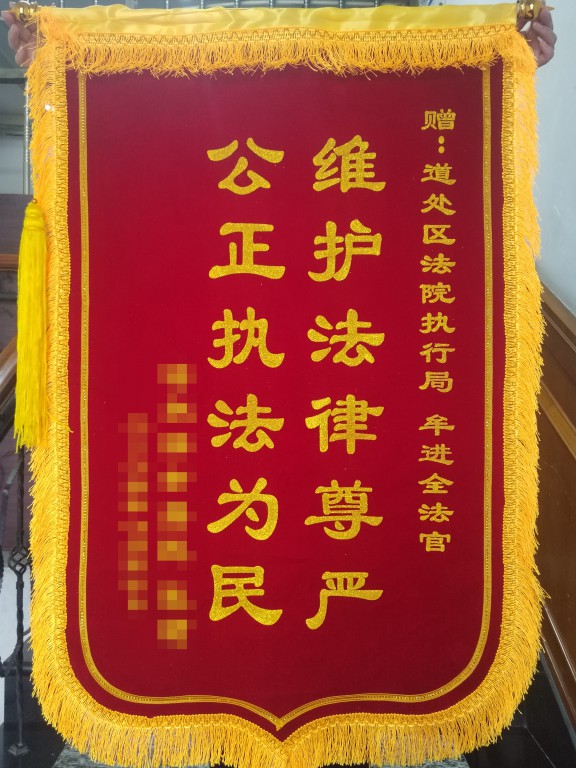 赠：道处区法院执行局 牟进全法官
维护法律尊严
公正执法为民